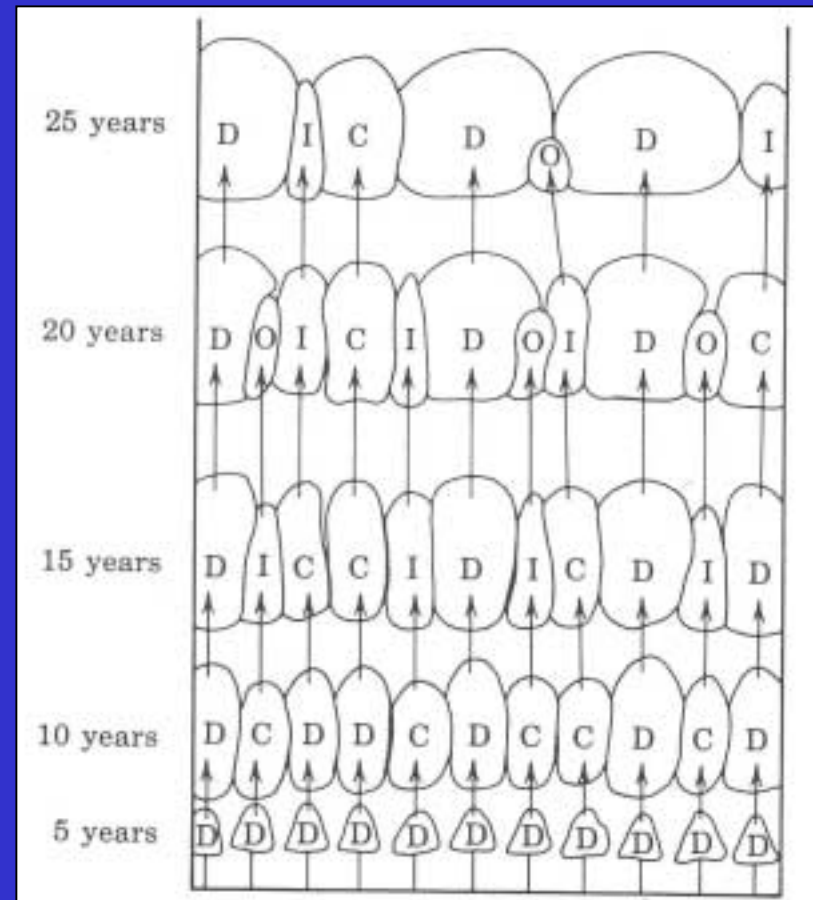 25 years D I C D O D I
20 years D O I C I D O I D O C
15 years D I C C I D I C D I D
10 years D C D D C D C C D C D
5 years D D D D D D D D D D D